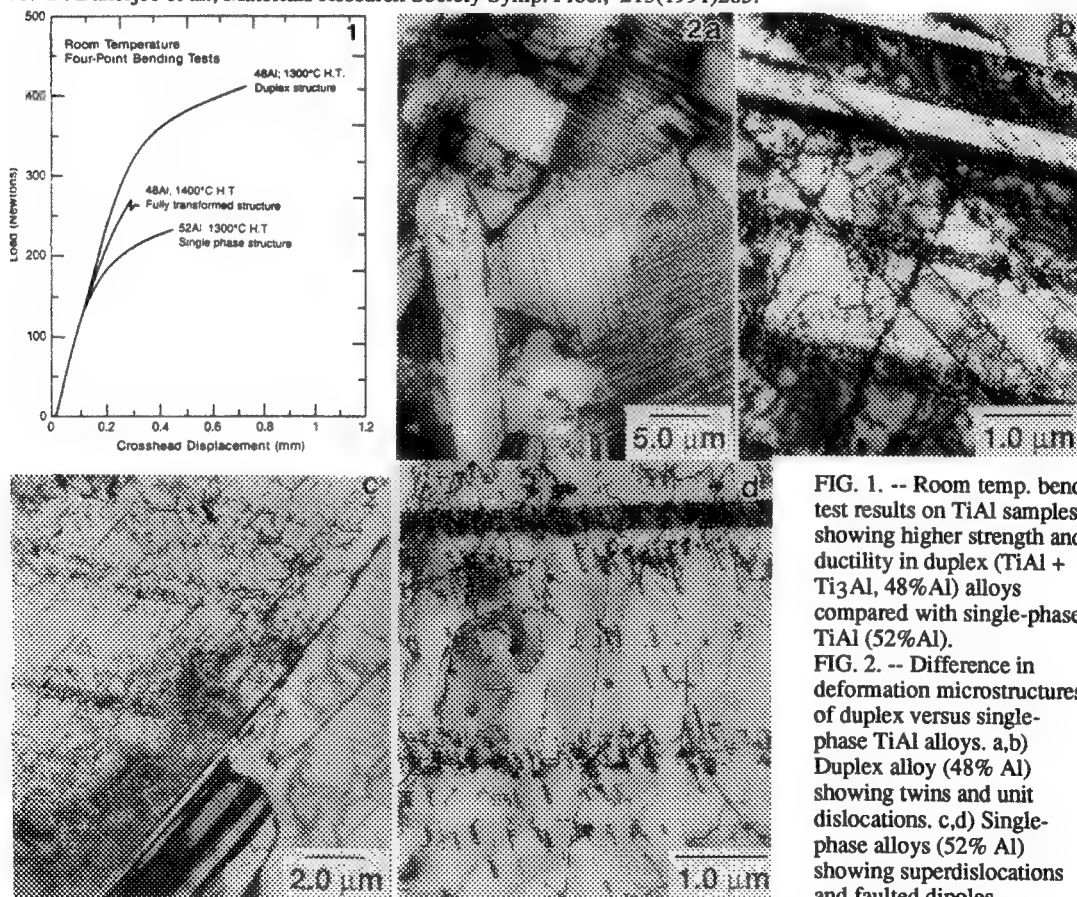 500
400
300
200
100
0
Load (Newtons)
Room Temperature
Four-Point Bending Tests
1
48Al; 1300°C H.T.
Duplex structure
48Al, 1400°C H.T
Fully transformed structure
52Al 1300°C H.T
Single phase structure
0 0.2 0.4 0.6 0.8 1 1.2
Crosshead Displacement (mm)
2a
5.0 μm
b
1.0 μm
c
2.0 μm
d
1.0 μm
FIG. 1. -- Room temp. bend
test results on TiAl samples
showing higher strength and
ductility in duplex (TiAl +
Ti3Al, 48%Al) alloys
compared with single-phase
TiAl (52%Al).
FIG. 2. -- Difference in
deformation microstructures
of duplex versus single-
phase TiAl alloys. a,b)
Duplex alloy (48% Al)
showing twins and unit
dislocations. c,d) Single-
phase alloys (52% Al)
showing superdislocations
and faulted dipoles